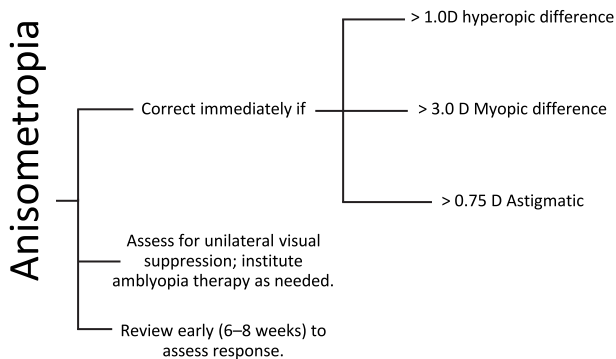 Anisometropia
Correct immediately if
> 1.0D hyperopic difference
> 3.0 D Myopic difference
> 0.75 D Astigmatic
Assess for unilateral visual
suppression; institute
amblyopia therapy as needed.
Review early (6–8 weeks) to
assess response.